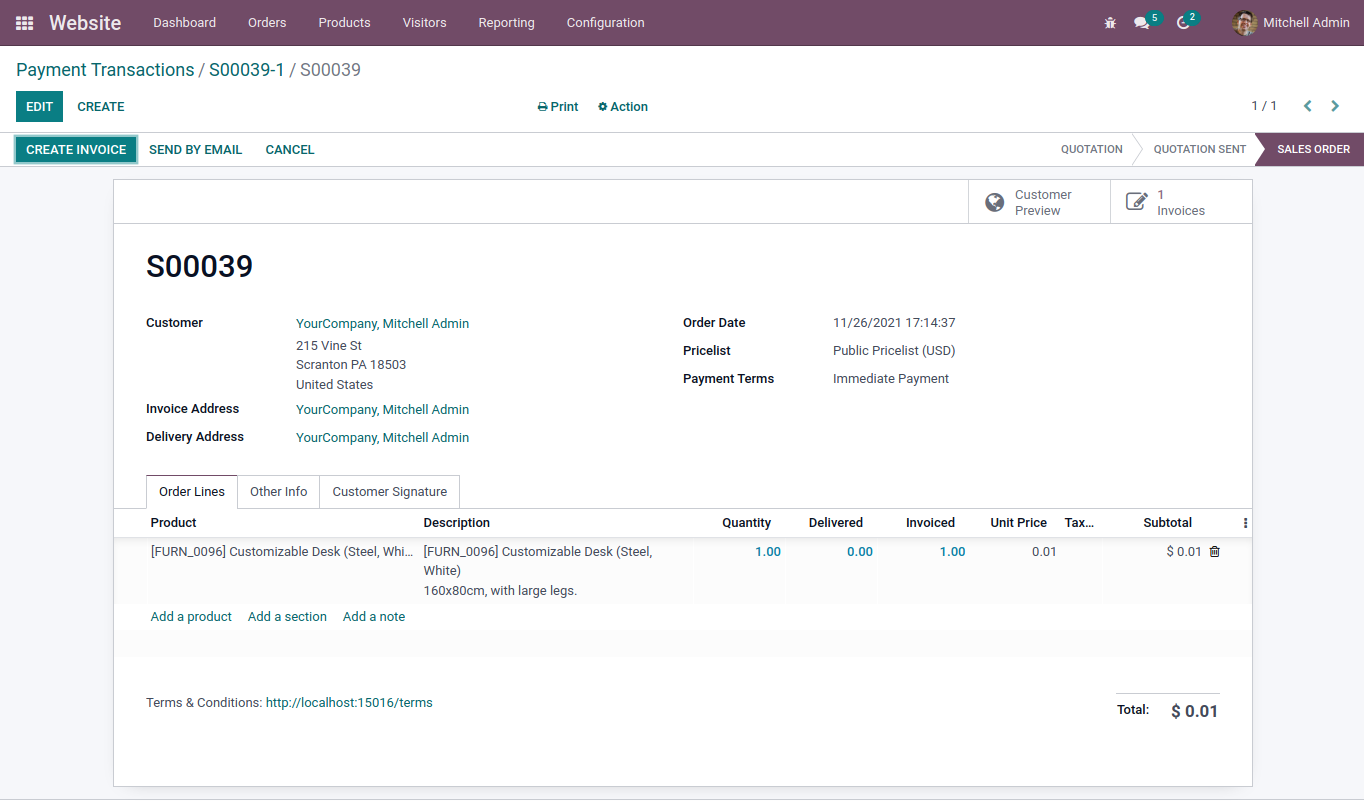 Website Dashboard Orders Products Visitors Reporting Configuration 5 2 Mitchell Admin
Payment Transactions / S00039-1 / S00039
EDIT CREATE Print Action 1 / 1
CREATE INVOICE SEND BY EMAIL CANCEL QUOTATION QUOTATION SENT SALES ORDER
Customer Preview
1 Invoices
S00039
Customer YourCompany, Mitchell Admin
215 Vine St
Scranton PA 18503
United States
Invoice Address YourCompany, Mitchell Admin
Delivery Address YourCompany, Mitchell Admin
Order Date 11/26/2021 17:14:37
Pricelist Public Pricelist (USD)
Payment Terms Immediate Payment
Order Lines Other Info Customer Signature
Product Description Quantity Delivered Invoiced Unit Price Tax... Subtotal
[FURN_0096] Customizable Desk (Steel, Whi... [FURN_0096] Customizable Desk (Steel, 1.00 0.00 1.00 0.01 $ 0.01
White)
160x80cm, with large legs.
Add a product Add a section Add a note
Terms & Conditions: http://localhost:15016/terms
Total: $ 0.01